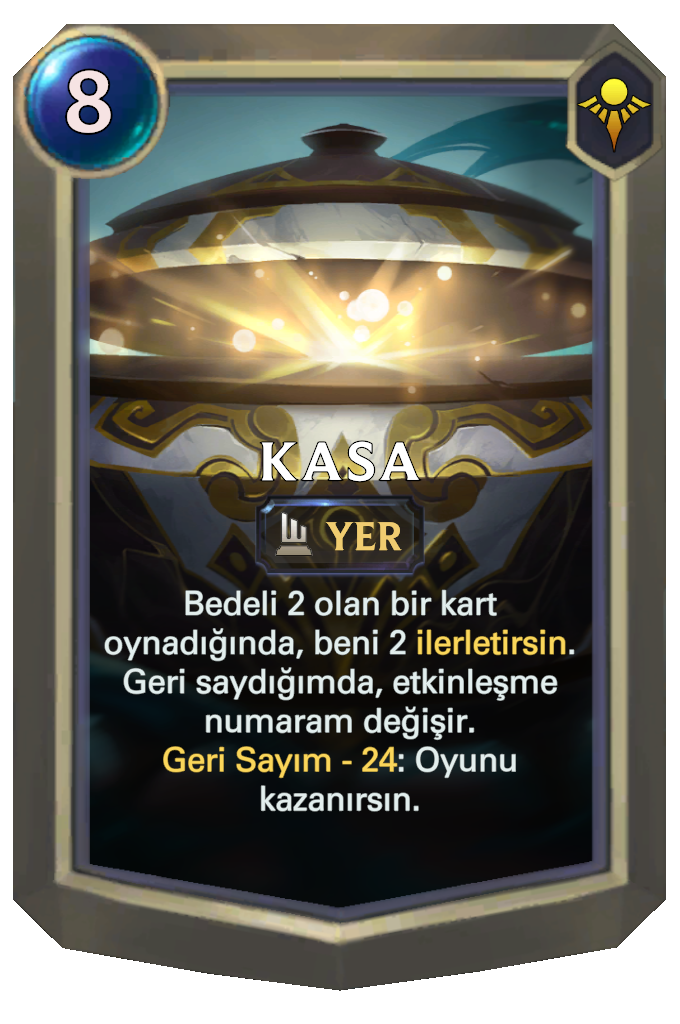 8
KASA
YER
Bedeli 2 olan bir kart
oynadığında, beni 2 ilerletirsin.
Geri saydığımda, etkinleşme
numaram değişir.
Geri Sayım - 24: Oyunu
kazanırsın.